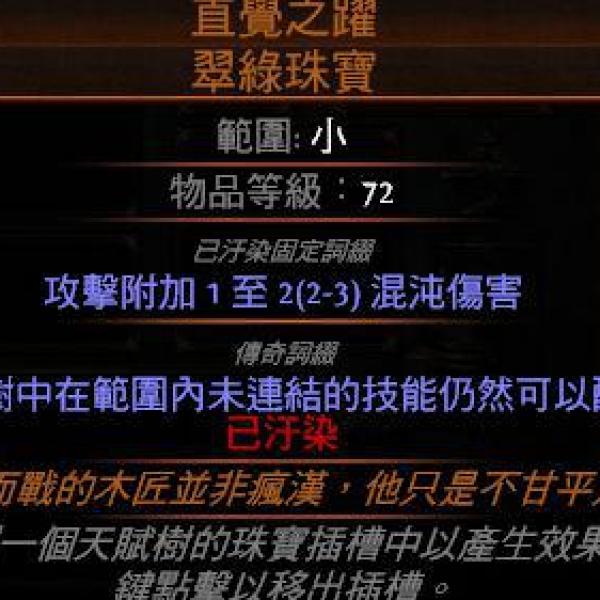 直覺之躍
翠綠珠寶
範圍: 小
物品等級：72
已汙染固定詞綴
攻擊附加 1 至 2(2-3) 混沌傷害
傳奇詞綴
樹中在範圍內未連結的技能仍然可以配
已汙染
而戰的木匠並非瘋漢，他只是不甘平
一個天賦樹的珠寶插槽中以產生效果
鍵點擊以移出插槽。